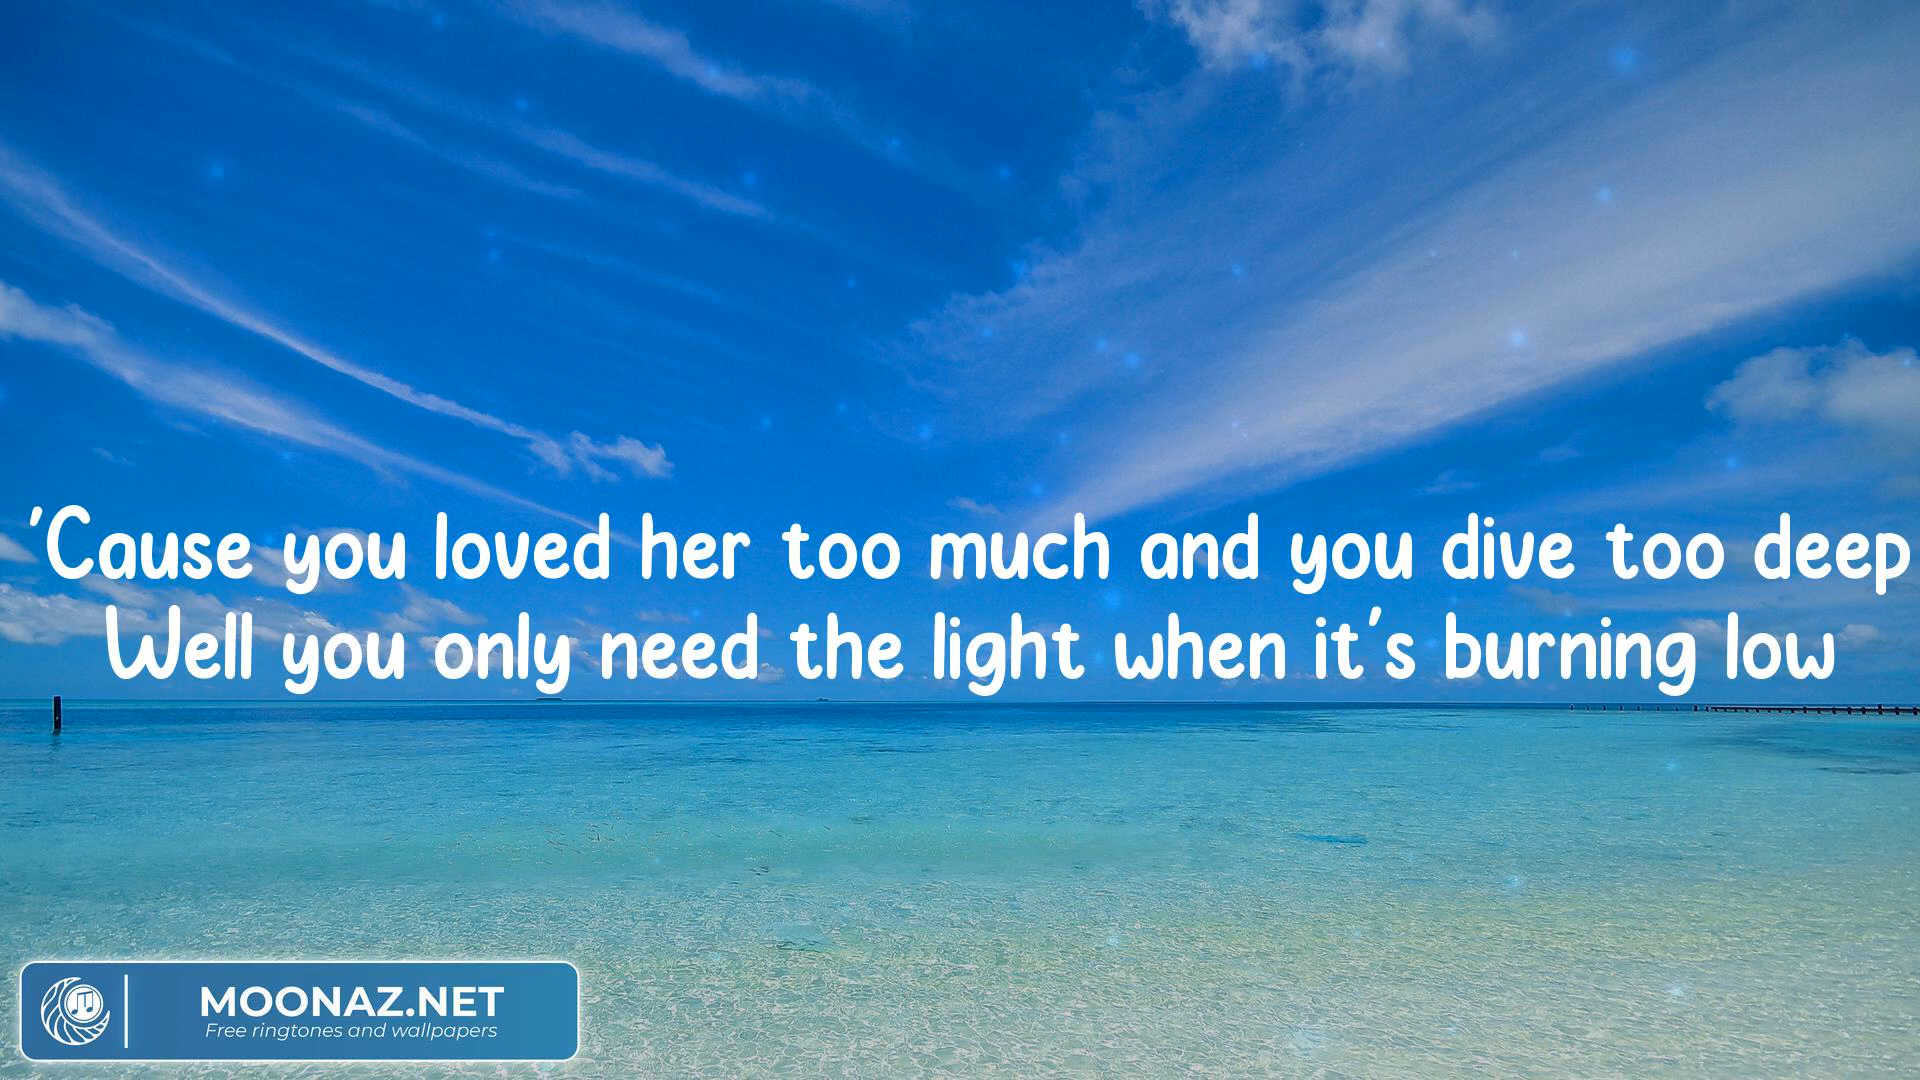 'Cause you loved her too much and you dive too deep
Well you only need the light when it's burning low
MOONAZ.NET
Free ringtones and wallpapers